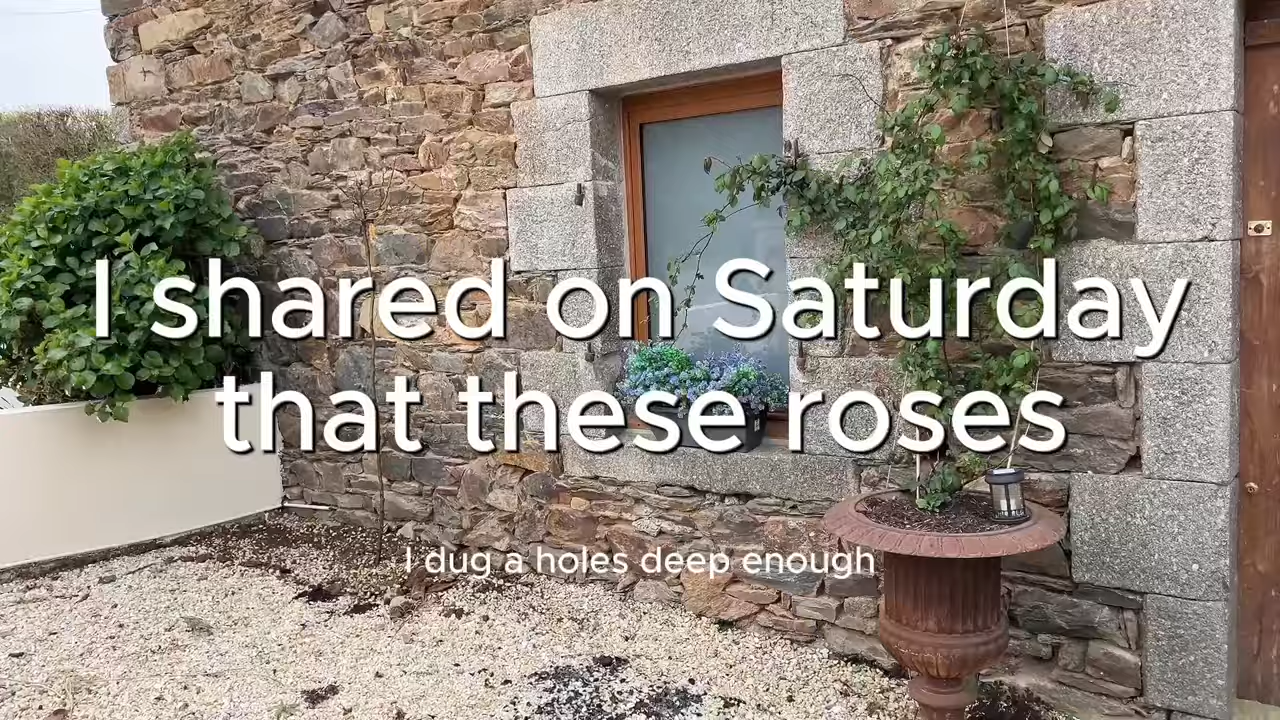 I shared on Saturday
that these roses
I dug a holes deep enough